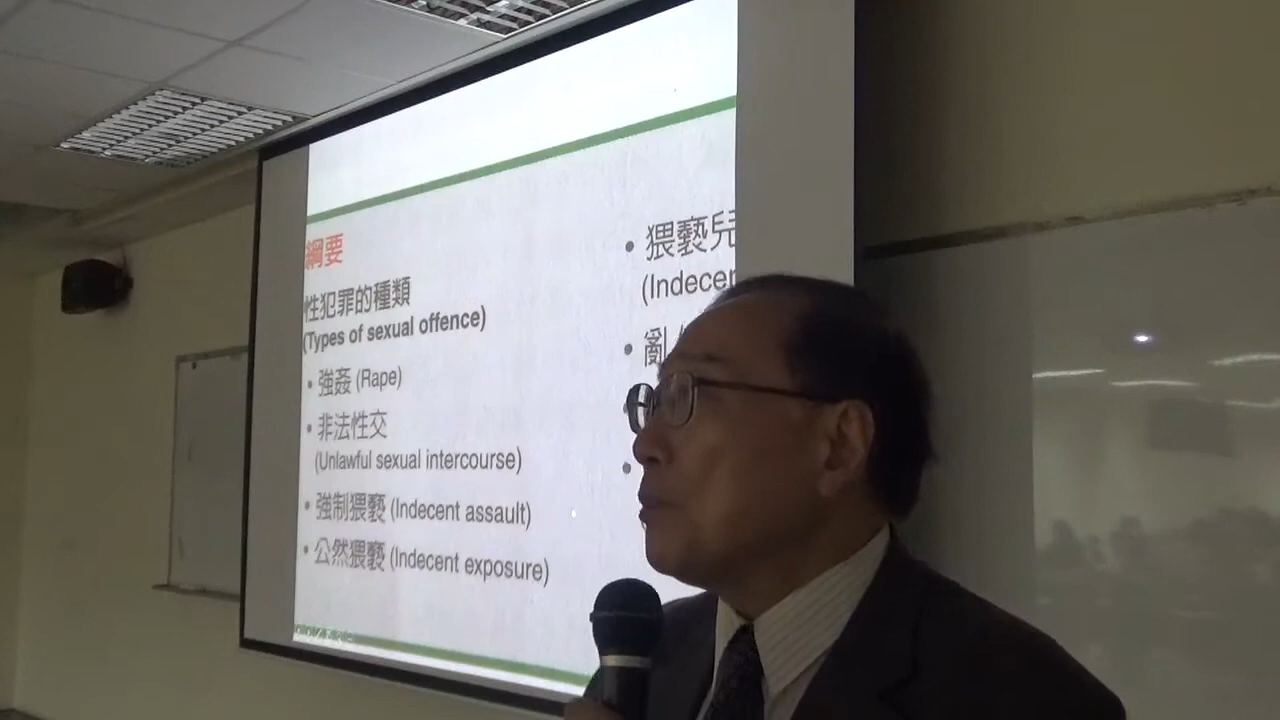 綱要
性犯罪的種類
(Types of sexual offence)
• 強姦 (Rape)
• 非法性交
(Unlawful sexual intercourse)
• 強制猥褻 (Indecent assault)
• 公然猥褻 (Indecent exposure)
• 猥褻兒
(Indecen
• 亂